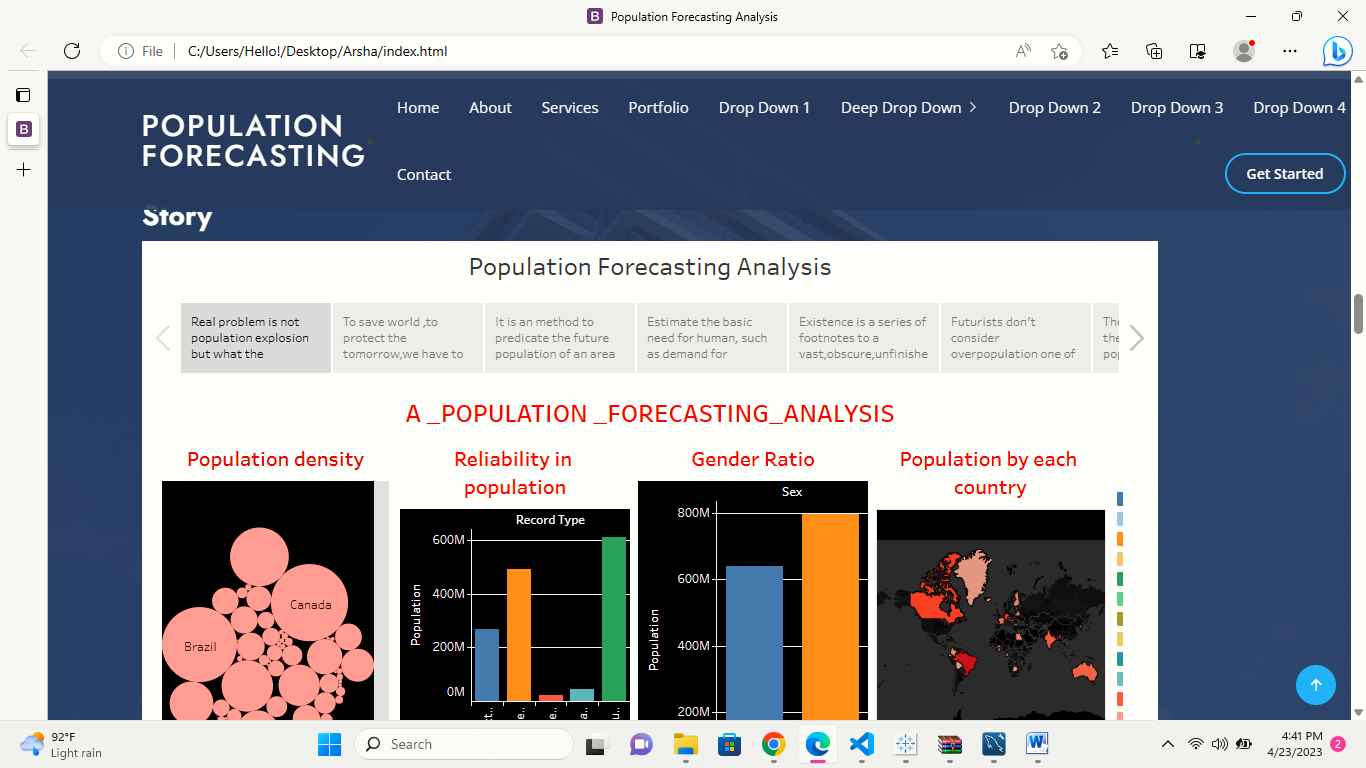 Population Forecasting Analysis
File
C:/Users/Hello!/Desktop/Arsha/index.html
POPULATION
FORECASTING
Home
About
Services
Portfolio
Drop Down 1
Deep Drop Down
Drop Down 2
Drop Down 3
Drop Down 4
Contact
Get Started
Story
Population Forecasting Analysis
Real problem is not
population explosion
but what the
To save world ,to
protect the
tomorrow,we have to
It is an method to
predicate the future
population of an area
Estimate the basic
need for human, such
as demand for
Existence is a series of
footnotes to a
vast,obscure,unfinishe
Futurists don't
consider
overpopulation one of
A _POPULATION _FORECASTING_ANALYSIS
Population density
Canada
Brazil
Reliability in
population
Record Type
600M
400M
200M
0M
Population
Gender Ratio
Sex
800M
600M
400M
200M
Population
Population by each
country
92°F
Light rain
Search
4:41 PM
4/23/2023
2